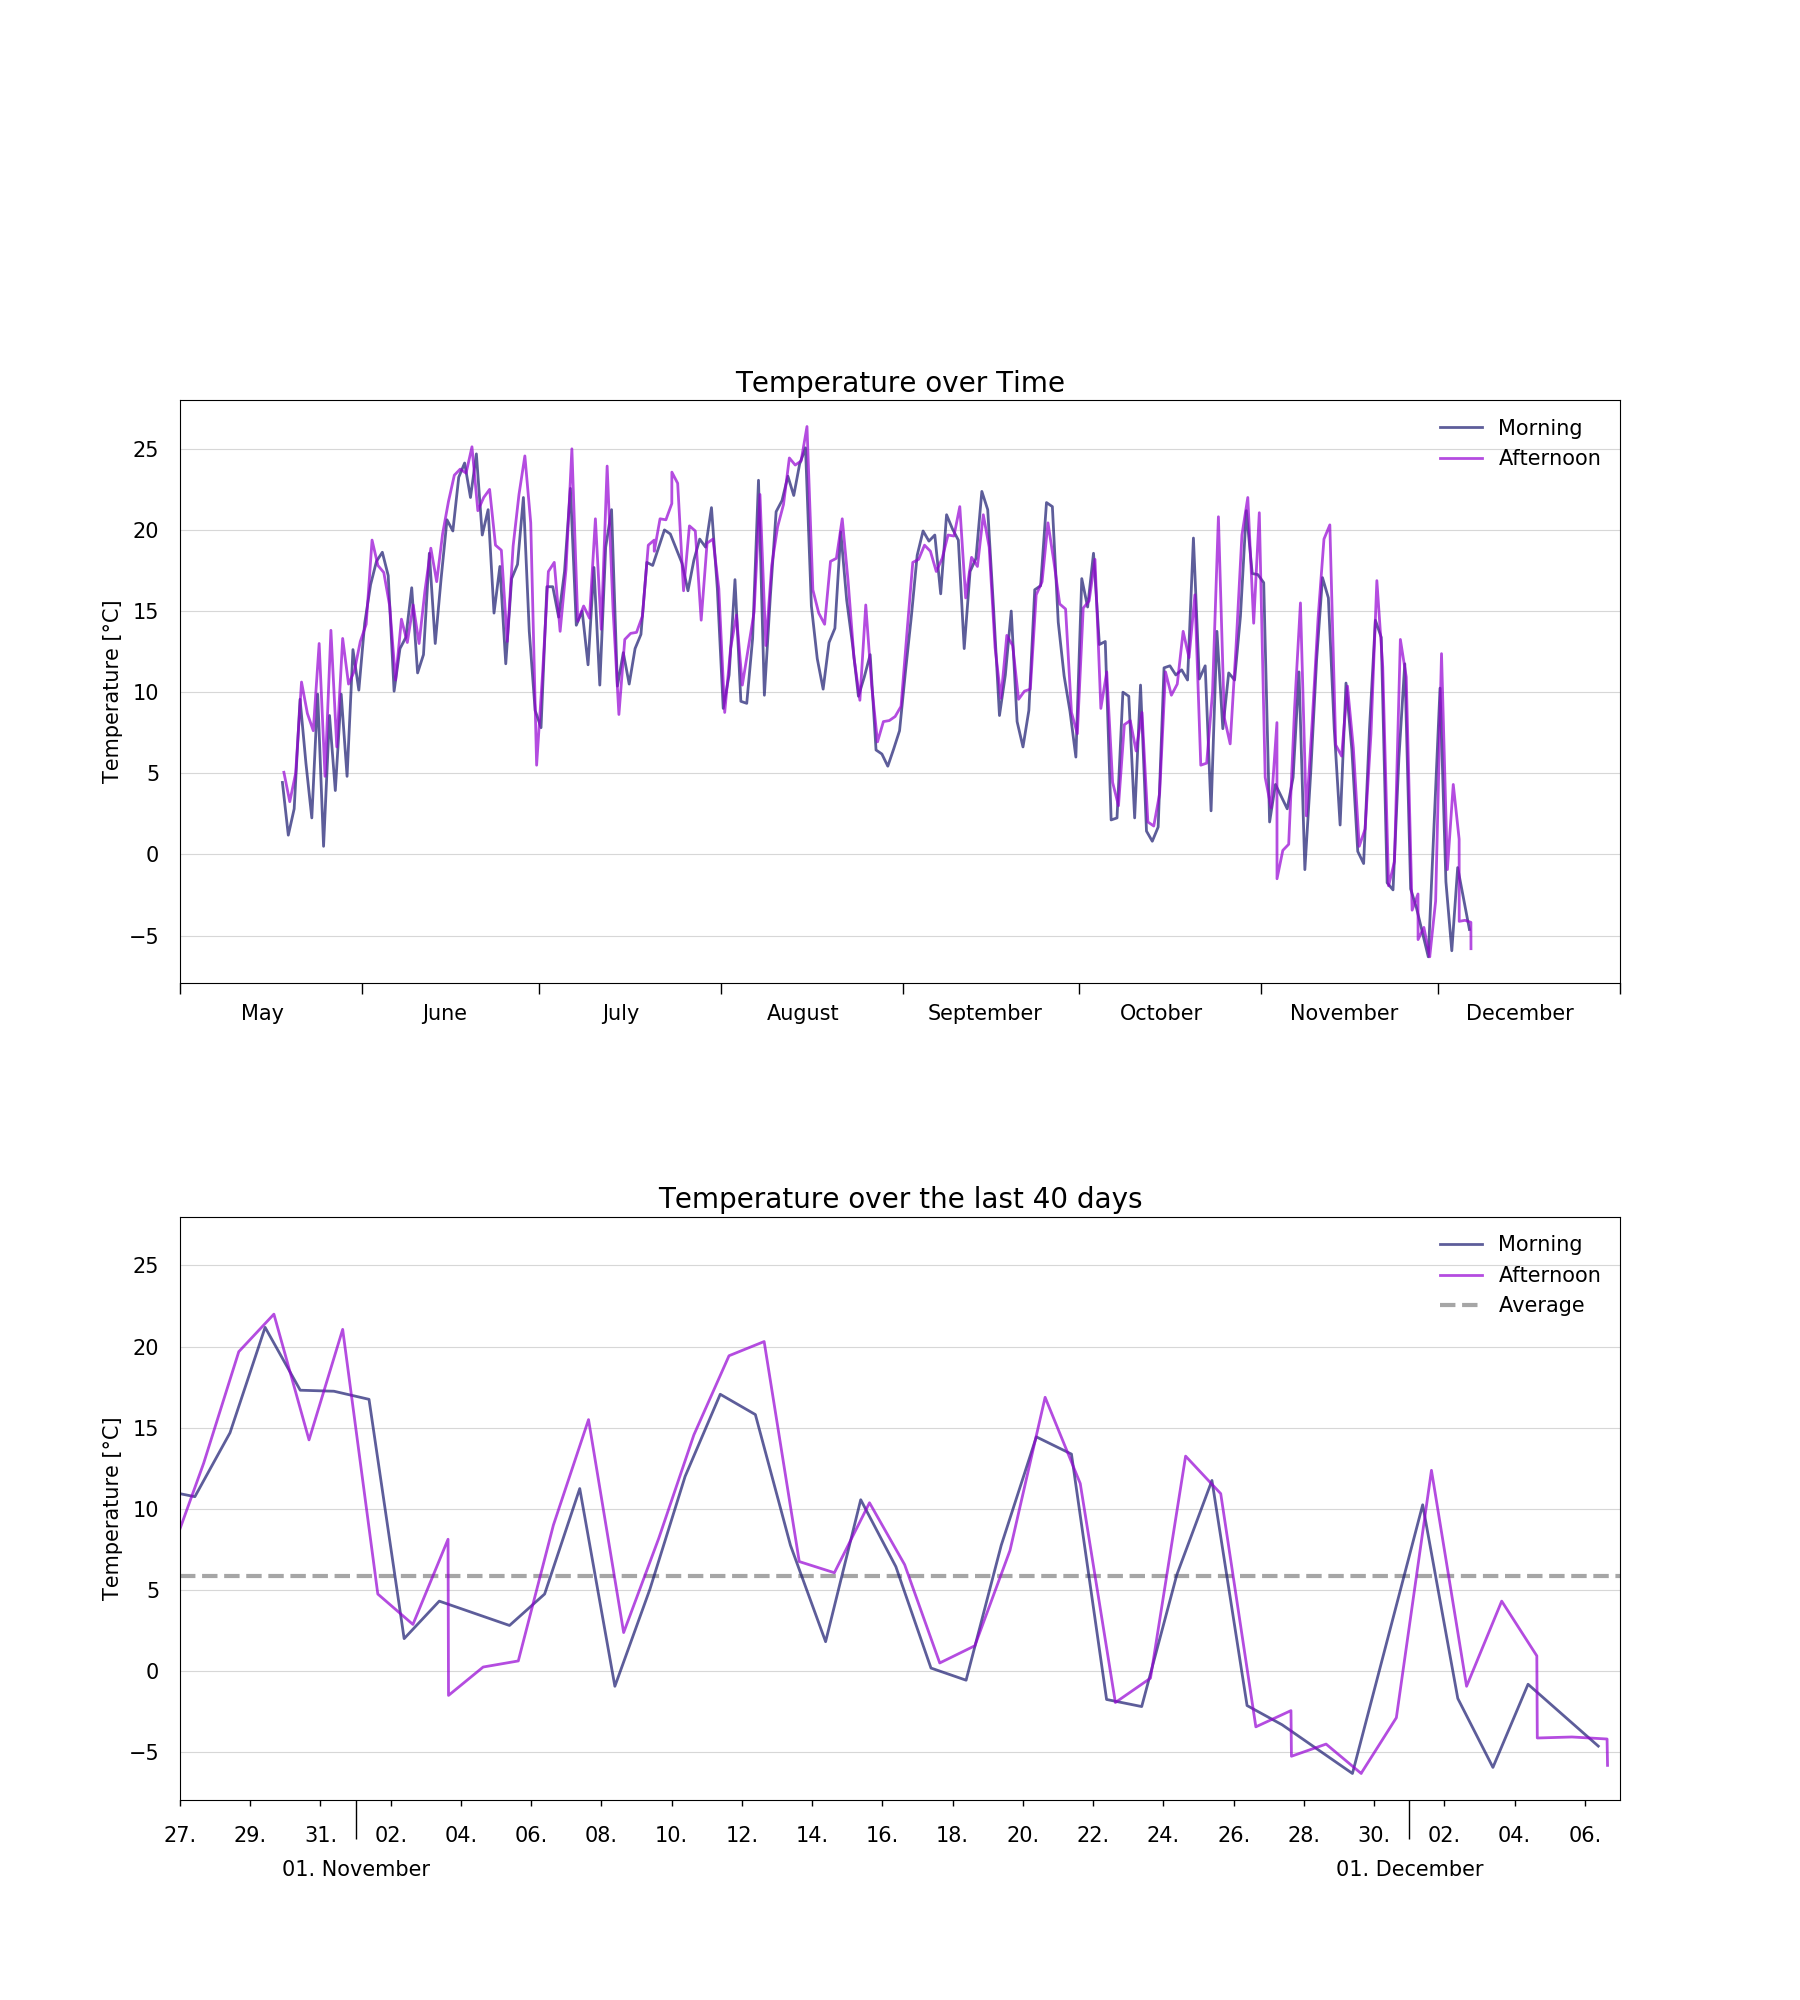 Temperature over Time
Morning
Afternoon
Temperature [°C]
25
20
15
10
5
0
−5
May June July August September October November December
Temperature over the last 40 days
Morning
Afternoon
Average
Temperature [°C]
25
20
15
10
5
0
−5
27. 29. 31. 02. 04. 06. 08. 10. 12. 14. 16. 18. 20. 22. 24. 26. 28. 30. 02. 04. 06.
01. November 01. December